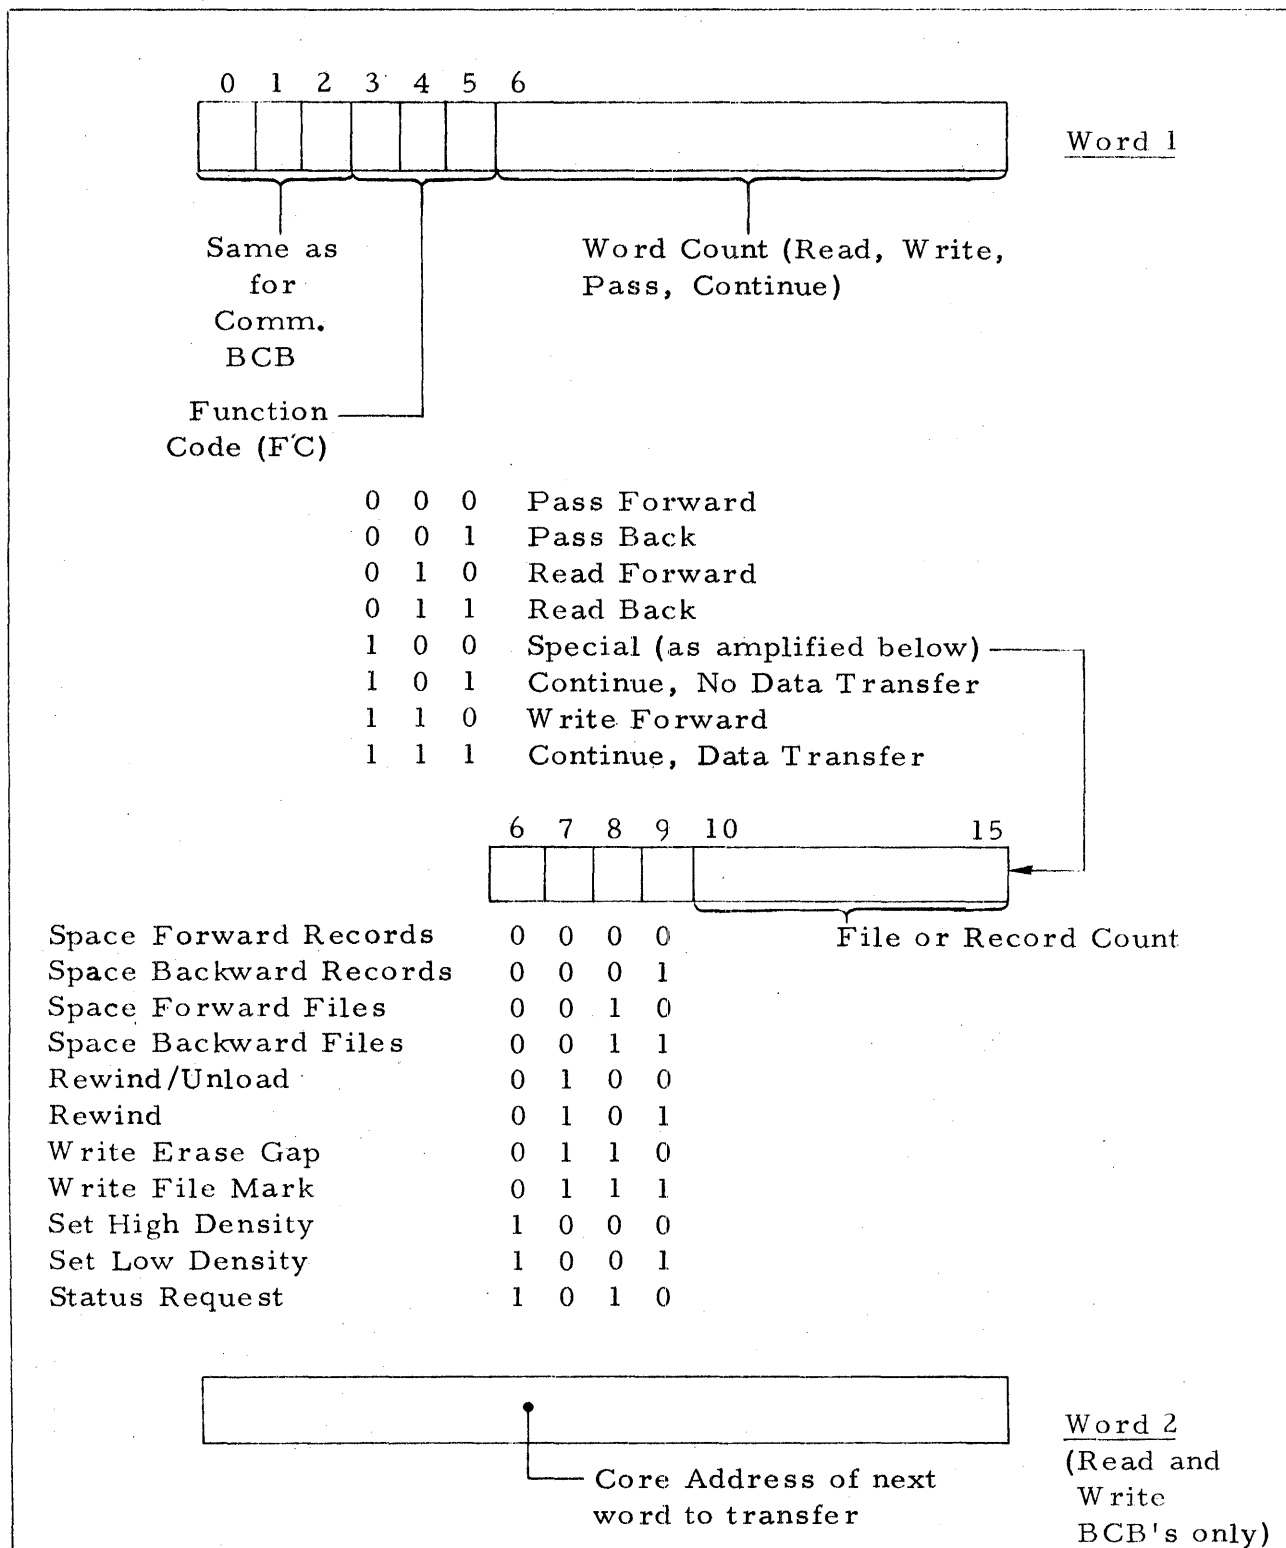 0 1 2 3 4 5 6
Word 1
Same as
for
Comm.
BCB
Word Count (Read, Write,
Pass, Continue)
Function
Code (FC)
0 0 0 Pass Forward
0 0 1 Pass Back
0 1 0 Read Forward
0 1 1 Read Back
1 0 0 Special (as amplified below)
1 0 1 Continue, No Data Transfer
1 1 0 Write Forward
1 1 1 Continue, Data Transfer
6 7 8 9 10 15
File or Record Count
Space Forward Records 0 0 0 0
Space Backward Records 0 0 0 1
Space Forward Files 0 0 1 0
Space Backward Files 0 0 1 1
Rewind/Unload 0 1 0 0
Rewind 0 1 0 1
Write Erase Gap 0 1 1 0
Write File Mark 0 1 1 1
Set High Density 1 0 0 0
Set Low Density 1 0 0 1
Status Request 1 0 1 0
Core Address of next
word to transfer
Word 2
(Read and
Write
BCB's only)